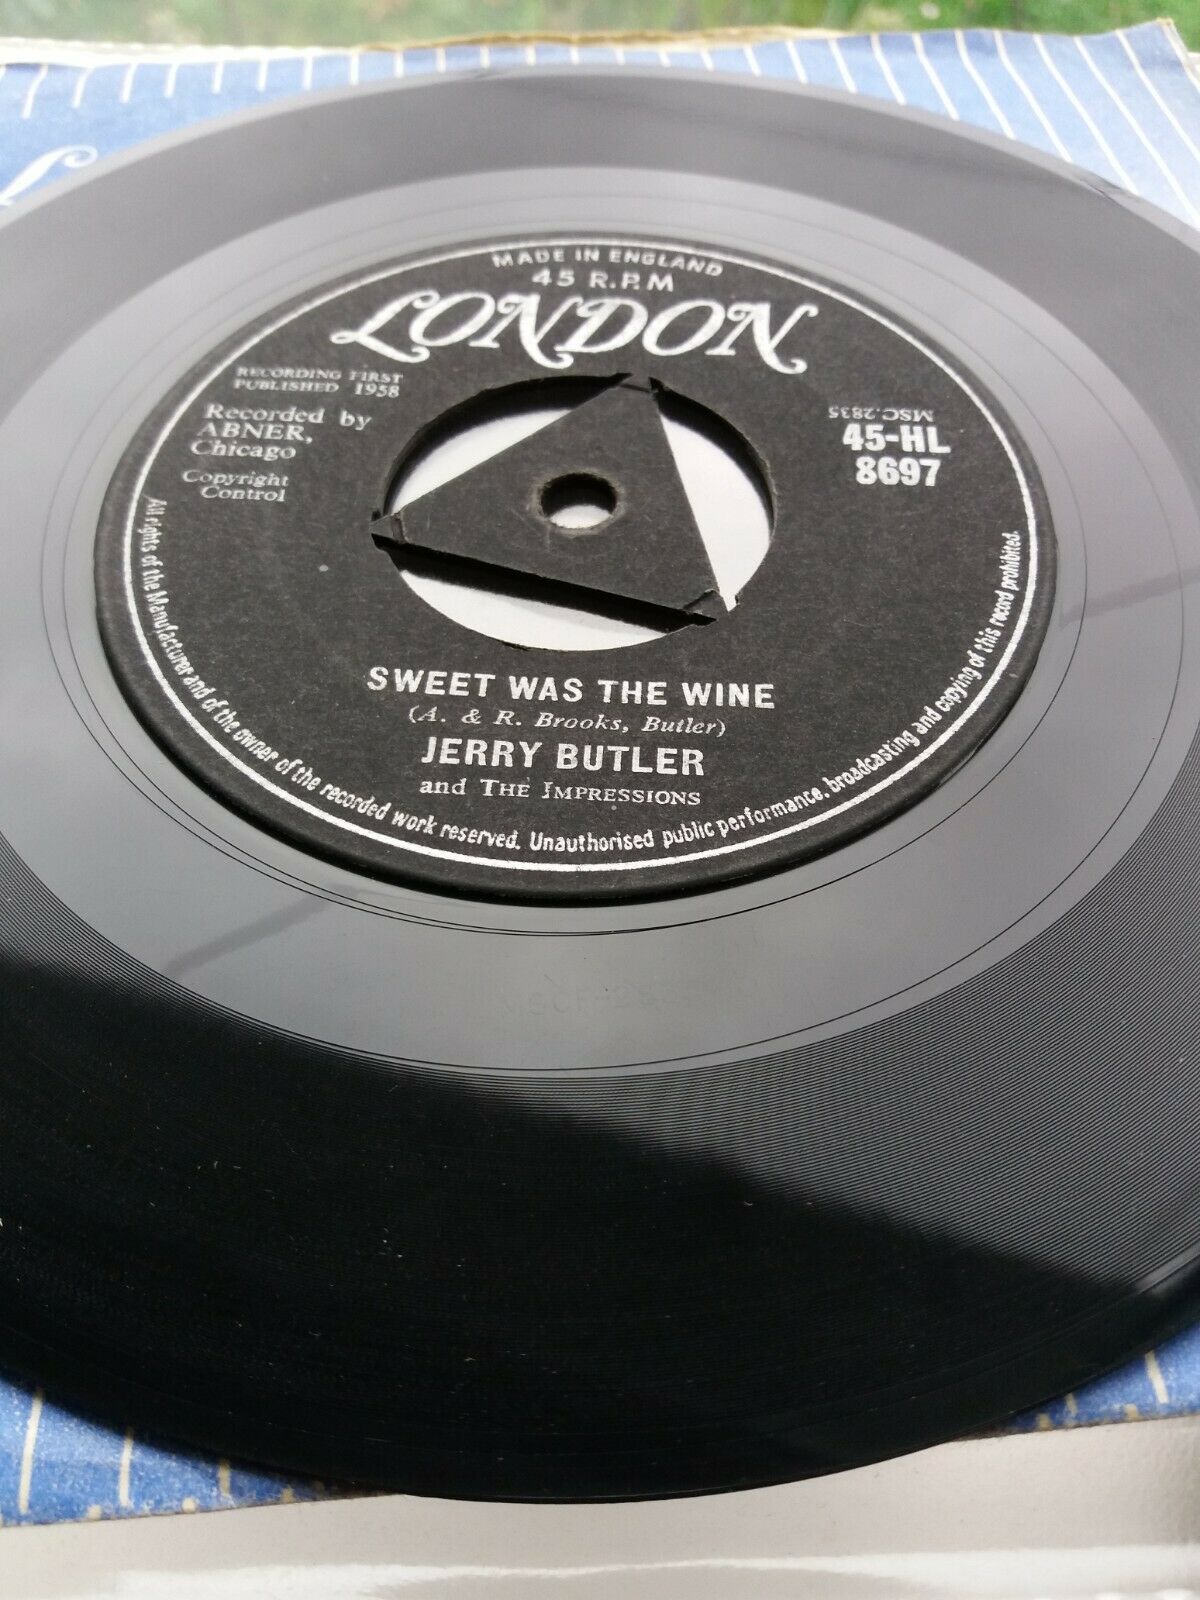 MADE IN ENGLAND
45 R.P.M
LONDON
RECORDING FIRST
PUBLISHED 1958
Recorded by
ABNER,
Chicago
Copyright
Control
MSC.2835
45-HL
8697
SWEET WAS THE WINE
(A. & R. Brooks, Butler)
JERRY BUTLER
and THE IMPRESSIONS
All rights of the Manufacturer and of the owner of the recorded work reserved. Unauthorised public performance, broadcasting and copying of this record prohibited.